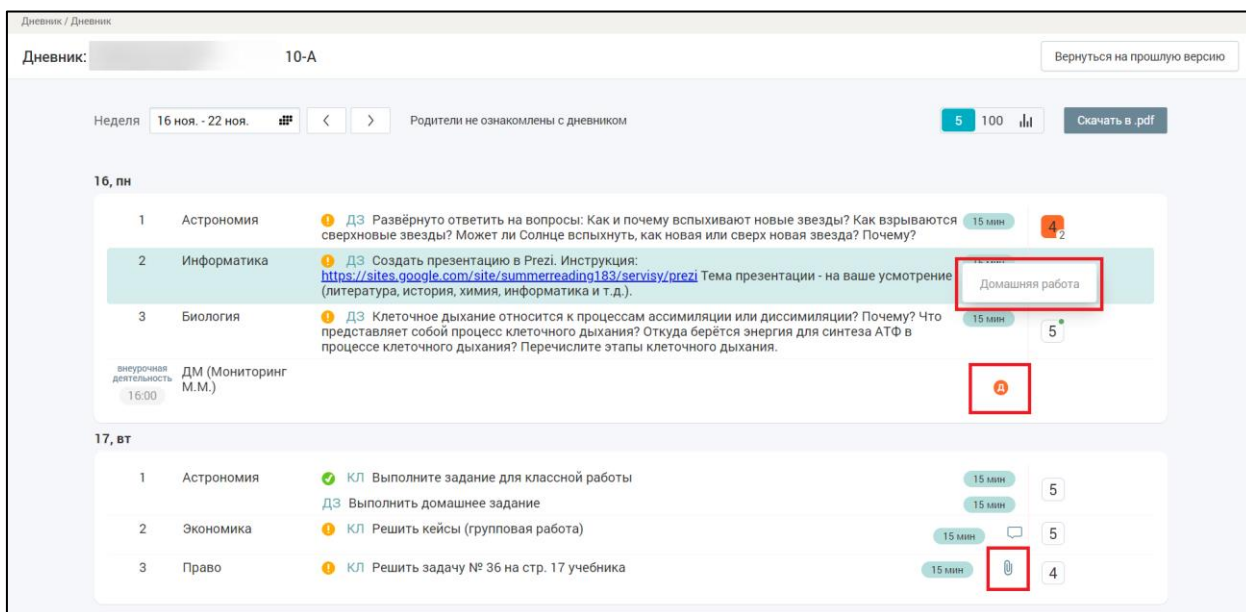 Дневник / Дневник
Дневник: 10-А Вернуться на прошлую версию
Неделя 16 ноя. - 22 ноя. Родители не ознакомлены с дневником 5 100 Скачать в .pdf
16, пн
1 Астрономия ДЗ Развёрнуто ответить на вопросы: Как и почему вспыхивают новые звезды? Как взрываются 15 мин 4 2
сверхновые звезды? Может ли Солнце вспыхнуть, как новая или сверх новая звезда? Почему?
2 Информатика ДЗ Создать презентацию в Prezi. Инструкция: 15 мин
https://sites.google.com/site/summerreading183/servisy/prezi Тема презентации - на ваше усмотрение
(литература, история, химия, информатика и т.д.).
Домашняя работа
3 Биология ДЗ Клеточное дыхание относится к процессам ассимиляции или диссимиляции? Почему? Что 15 мин 5
представляет собой процесс клеточного дыхания? Откуда берётся энергия для синтеза АТФ в
процессе клеточного дыхания? Перечислите этапы клеточного дыхания.
внеурочная
деятельность
16:00
ДМ (Мониторинг
М.М.)
Д
17, вт
1 Астрономия КЛ Выполните задание для классной работы 15 мин 5
ДЗ Выполнить домашнее задание 15 мин
2 Экономика КЛ Решить кейсы (групповая работа) 15 мин 5
3 Право КЛ Решить задачу № 36 на стр. 17 учебника 15 мин 4